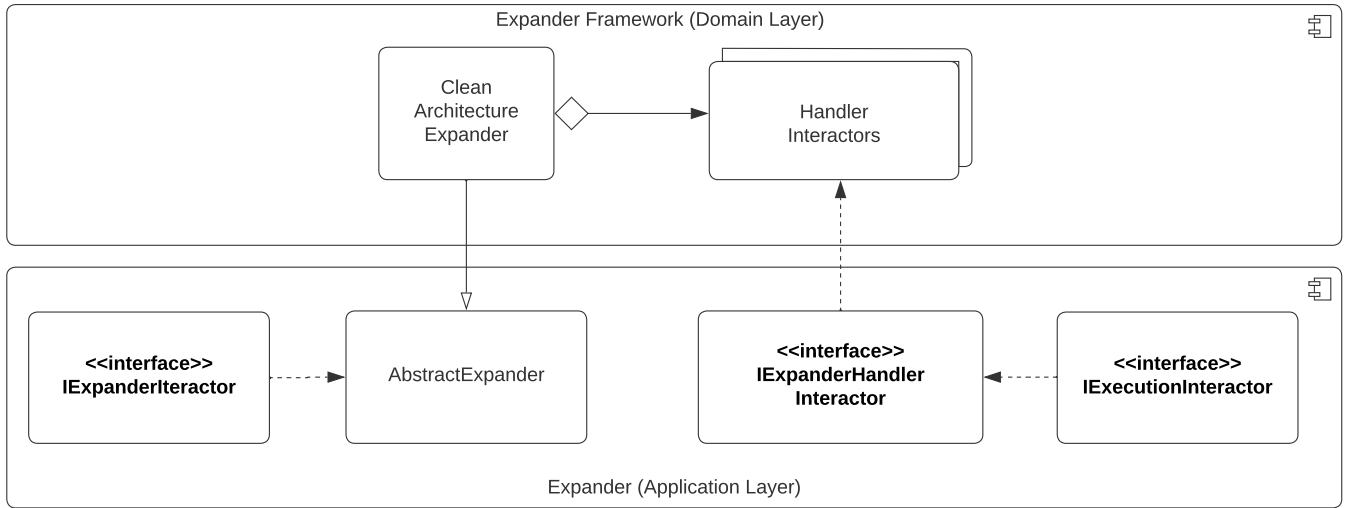 Expander Framework (Domain Layer)
Clean
Architecture
Expander
Handler
Interactors
<<interface>>
IExpanderIteractor
AbstractExpander
<<interface>>
IExpanderHandler
Interactor
<<interface>>
IExecutionInteractor
Expander (Application Layer)